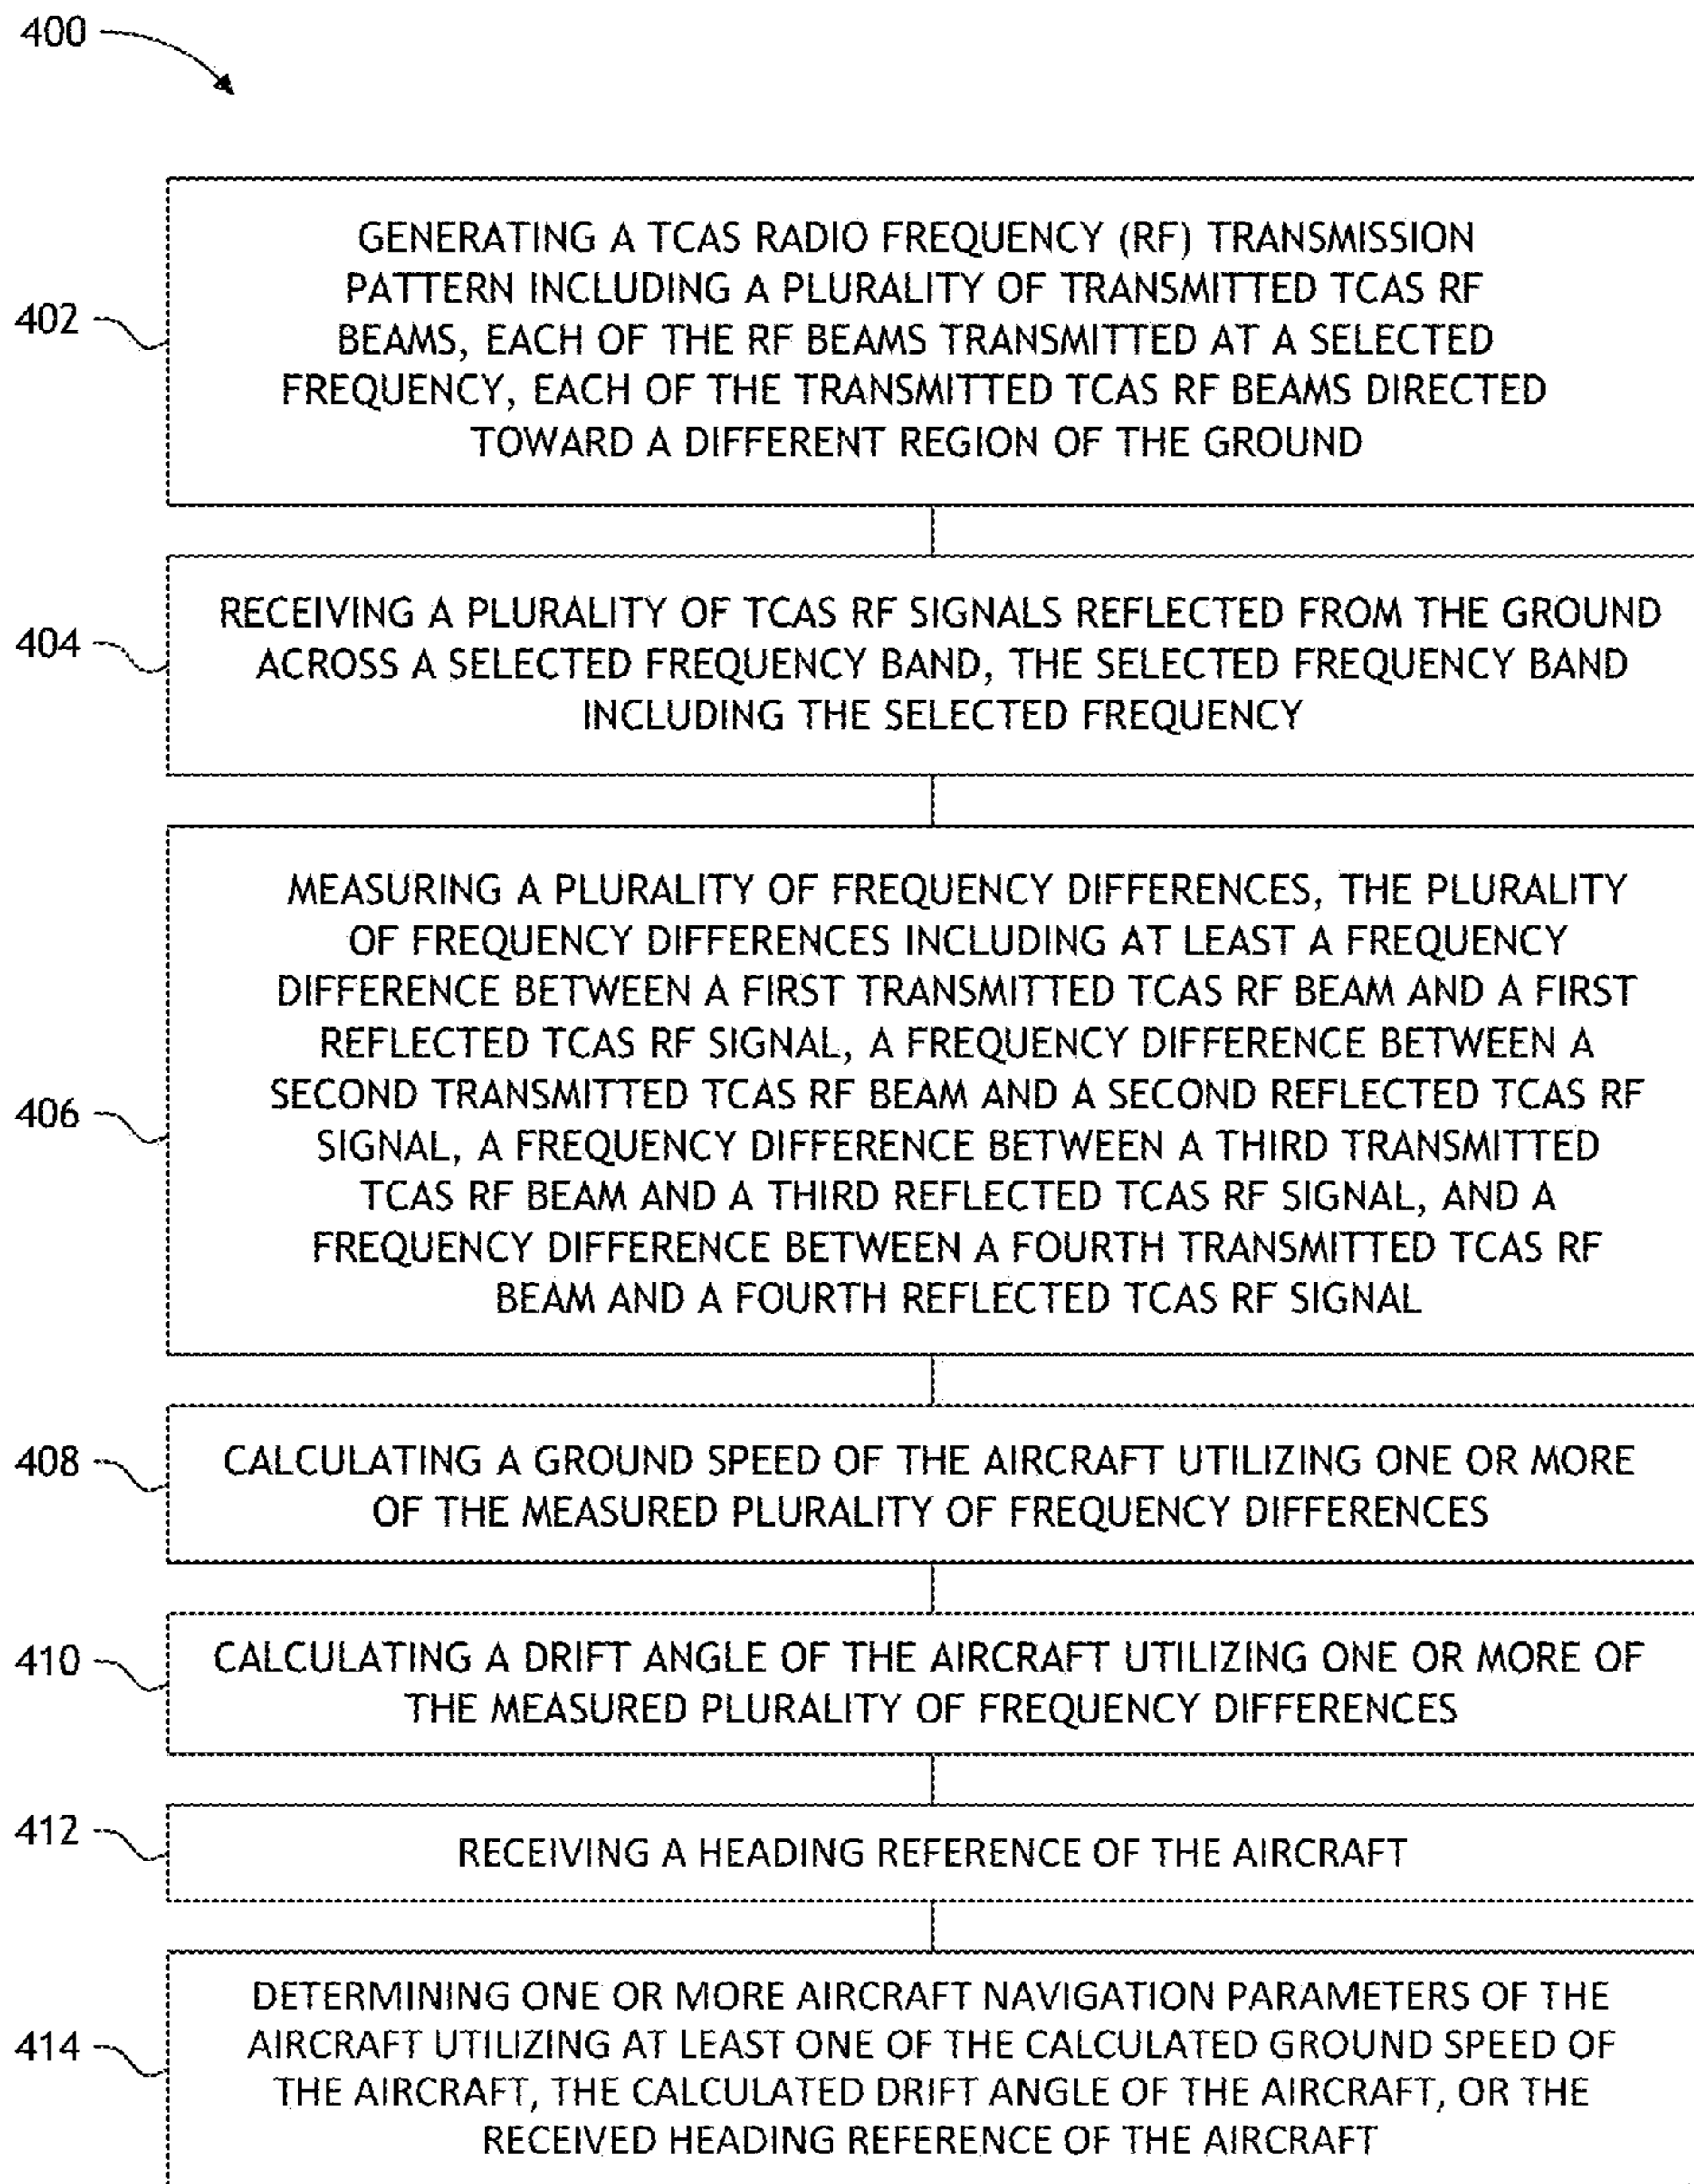 400
402
GENERATING A TCAS RADIO FREQUENCY (RF) TRANSMISSION
PATTERN INCLUDING A PLURALITY OF TRANSMITTED TCAS RF
BEAMS, EACH OF THE RF BEAMS TRANSMITTED AT A SELECTED
FREQUENCY, EACH OF THE TRANSMITTED TCAS RF BEAMS DIRECTED
TOWARD A DIFFERENT REGION OF THE GROUND
404
RECEIVING A PLURALITY OF TCAS RF SIGNALS REFLECTED FROM THE GROUND
ACROSS A SELECTED FREQUENCY BAND, THE SELECTED FREQUENCY BAND
INCLUDING THE SELECTED FREQUENCY
406
MEASURING A PLURALITY OF FREQUENCY DIFFERENCES, THE PLURALITY
OF FREQUENCY DIFFERENCES INCLUDING AT LEAST A FREQUENCY
DIFFERENCE BETWEEN A FIRST TRANSMITTED TCAS RF BEAM AND A FIRST
REFLECTED TCAS RF SIGNAL, A FREQUENCY DIFFERENCE BETWEEN A
SECOND TRANSMITTED TCAS RF BEAM AND A SECOND REFLECTED TCAS RF
SIGNAL, A FREQUENCY DIFFERENCE BETWEEN A THIRD TRANSMITTED
TCAS RF BEAM AND A THIRD REFLECTED TCAS RF SIGNAL, AND A
FREQUENCY DIFFERENCE BETWEEN A FOURTH TRANSMITTED TCAS RF
BEAM AND A FOURTH REFLECTED TCAS RF SIGNAL
408
CALCULATING A GROUND SPEED OF THE AIRCRAFT UTILIZING ONE OR MORE
OF THE MEASURED PLURALITY OF FREQUENCY DIFFERENCES
410
CALCULATING A DRIFT ANGLE OF THE AIRCRAFT UTILIZING ONE OR MORE OF
THE MEASURED PLURALITY OF FREQUENCY DIFFERENCES
412
RECEIVING A HEADING REFERENCE OF THE AIRCRAFT
414
DETERMINING ONE OR MORE AIRCRAFT NAVIGATION PARAMETERS OF THE
AIRCRAFT UTILIZING AT LEAST ONE OF THE CALCULATED GROUND SPEED OF
THE AIRCRAFT, THE CALCULATED DRIFT ANGLE OF THE AIRCRAFT, OR THE
RECEIVED HEADING REFERENCE OF THE AIRCRAFT